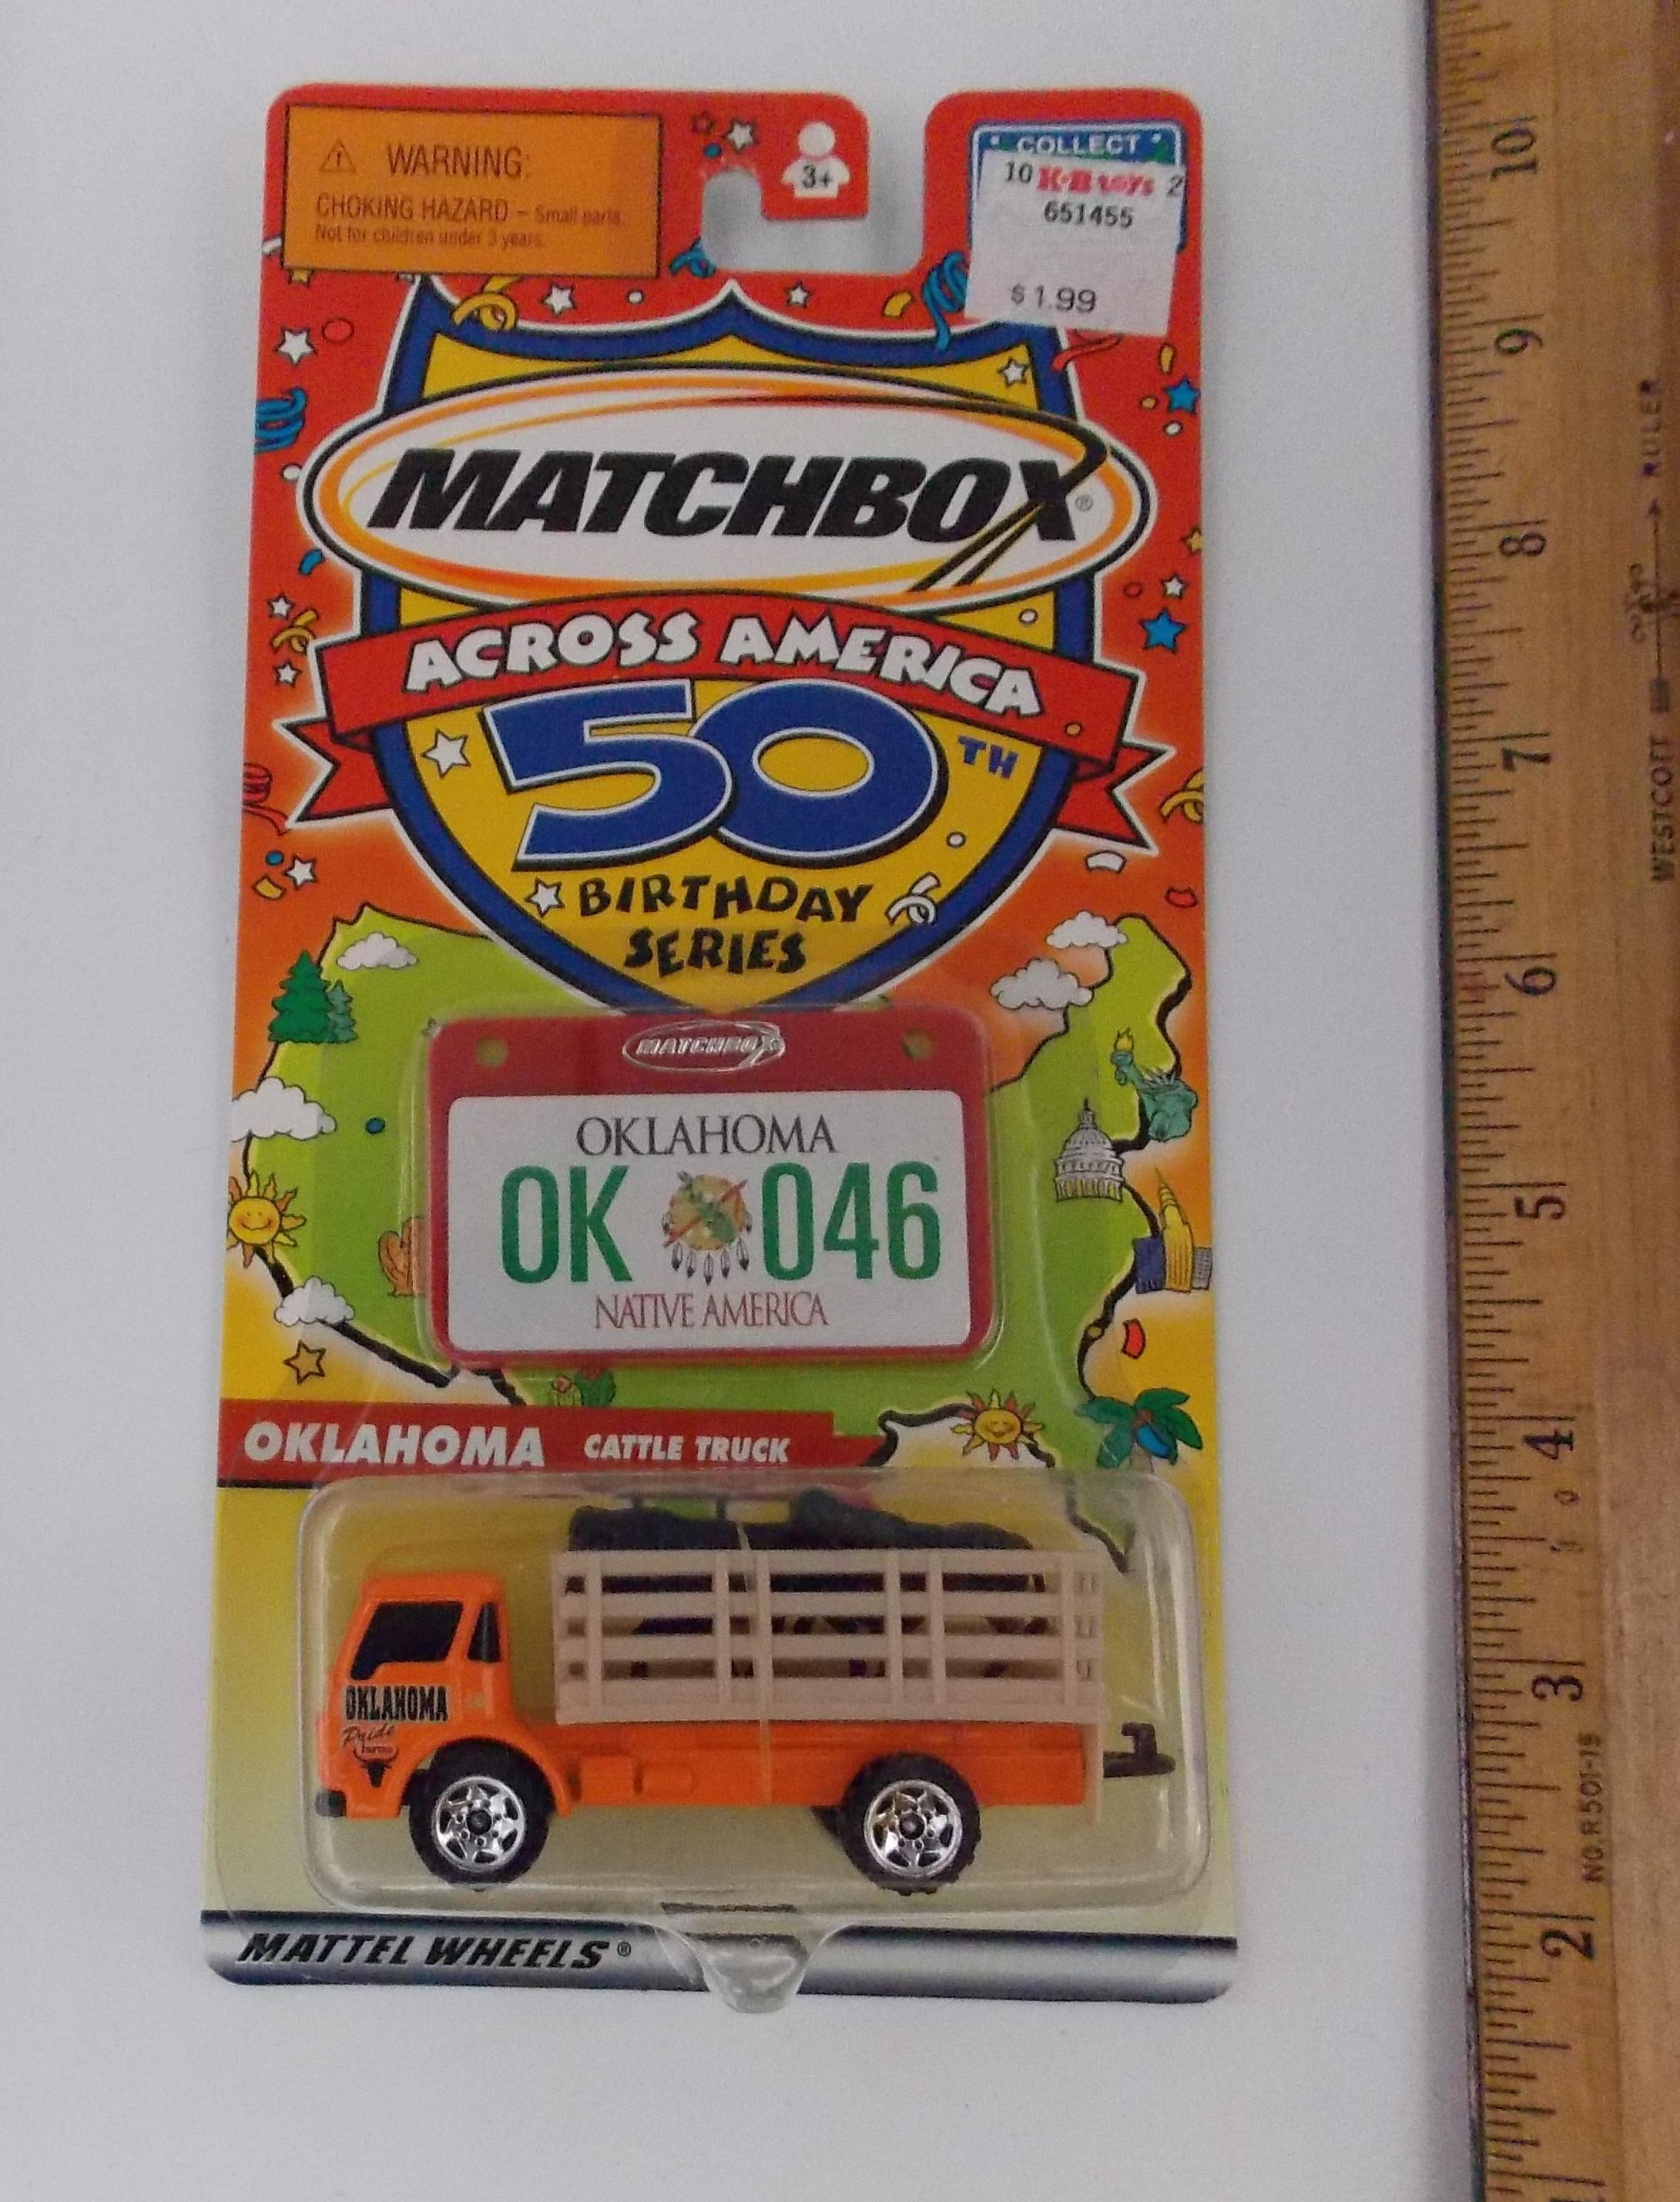 WARNING:
CHOKING HAZARD – Small parts.
Not for children under 3 years.
3+
COLLECT
10 K·B toys 2
651455
$1.99
MATCHBOX®
ACROSS AMERICA
50TH
BIRTHDAY
SERIES
MATCHBOX
OKLAHOMA
OK 046
NATIVE AMERICA
OKLAHOMA CATTLE TRUCK
OKLAHOMA
Pride
farms
MATTEL WHEELS®
10
9
8
7
6
5
4
3
2
RULER
WESTCOTT
NO.R501-15